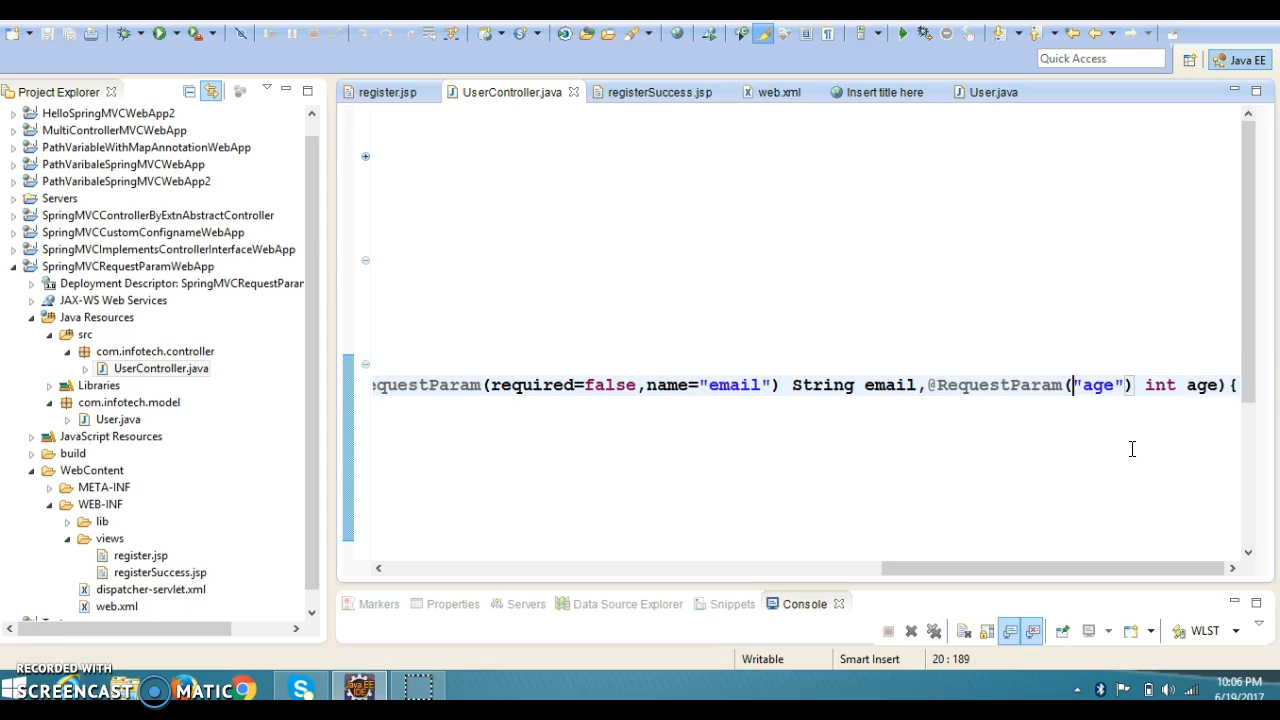 Quick Access
Java EE
Project Explorer
HelloSpringMVCWebApp2
MultiControllerMVCWebApp
PathVariableWithMapAnnotationWebApp
PathVaribaleSpringMVCWebApp
PathVaribaleSpringMVCWebApp2
Servers
SpringMVCControllerByExtnAbstractController
SpringMVCCustomConfignameWebApp
SpringMVCImplementsControllerInterfaceWebApp
SpringMVCRequestParamWebApp
Deployment Descriptor: SpringMVCRequestParam
JAX-WS Web Services
Java Resources
src
com.infotech.controller
UserController.java
Libraries
com.infotech.model
User.java
JavaScript Resources
build
WebContent
META-INF
WEB-INF
lib
views
register.jsp
registerSuccess.jsp
dispatcher-servlet.xml
web.xml
register.jsp UserController.java registerSuccess.jsp web.xml Insert title here User.java
equestParam(required=false,name="email") String email,@RequestParam("age") int age){
Markers Properties Servers Data Source Explorer Snippets Console
WLST
Writable Smart Insert 20 : 189
RECORDED WITH
SCREENCAST MATIC
10:06 PM
6/19/2017